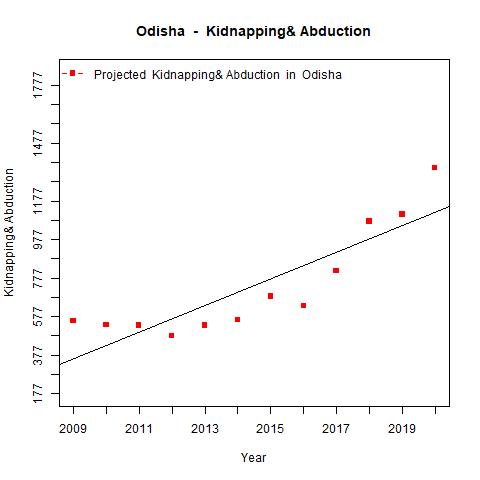 Odisha - Kidnapping& Abduction
Projected Kidnapping& Abduction in Odisha
1777
1477
1177
977
777
577
377
177
Kidnapping& Abduction
2009 2011 2013 2015 2017 2019
Year